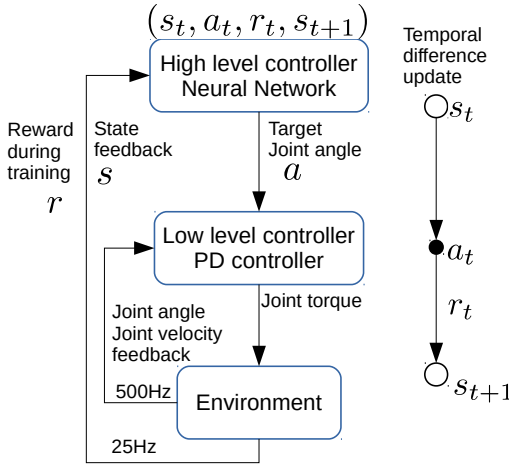 (s_t, a_t, r_t, s_{t+1})
High level controller
Neural Network
Temporal
difference
update
s_t
Reward
during
training
r
State
feedback
s
Target
Joint angle
a
Low level controller
PD controller
a_t
Joint torque
r_t
Joint angle
Joint velocity
feedback
500Hz
Environment
s_{t+1}
25Hz